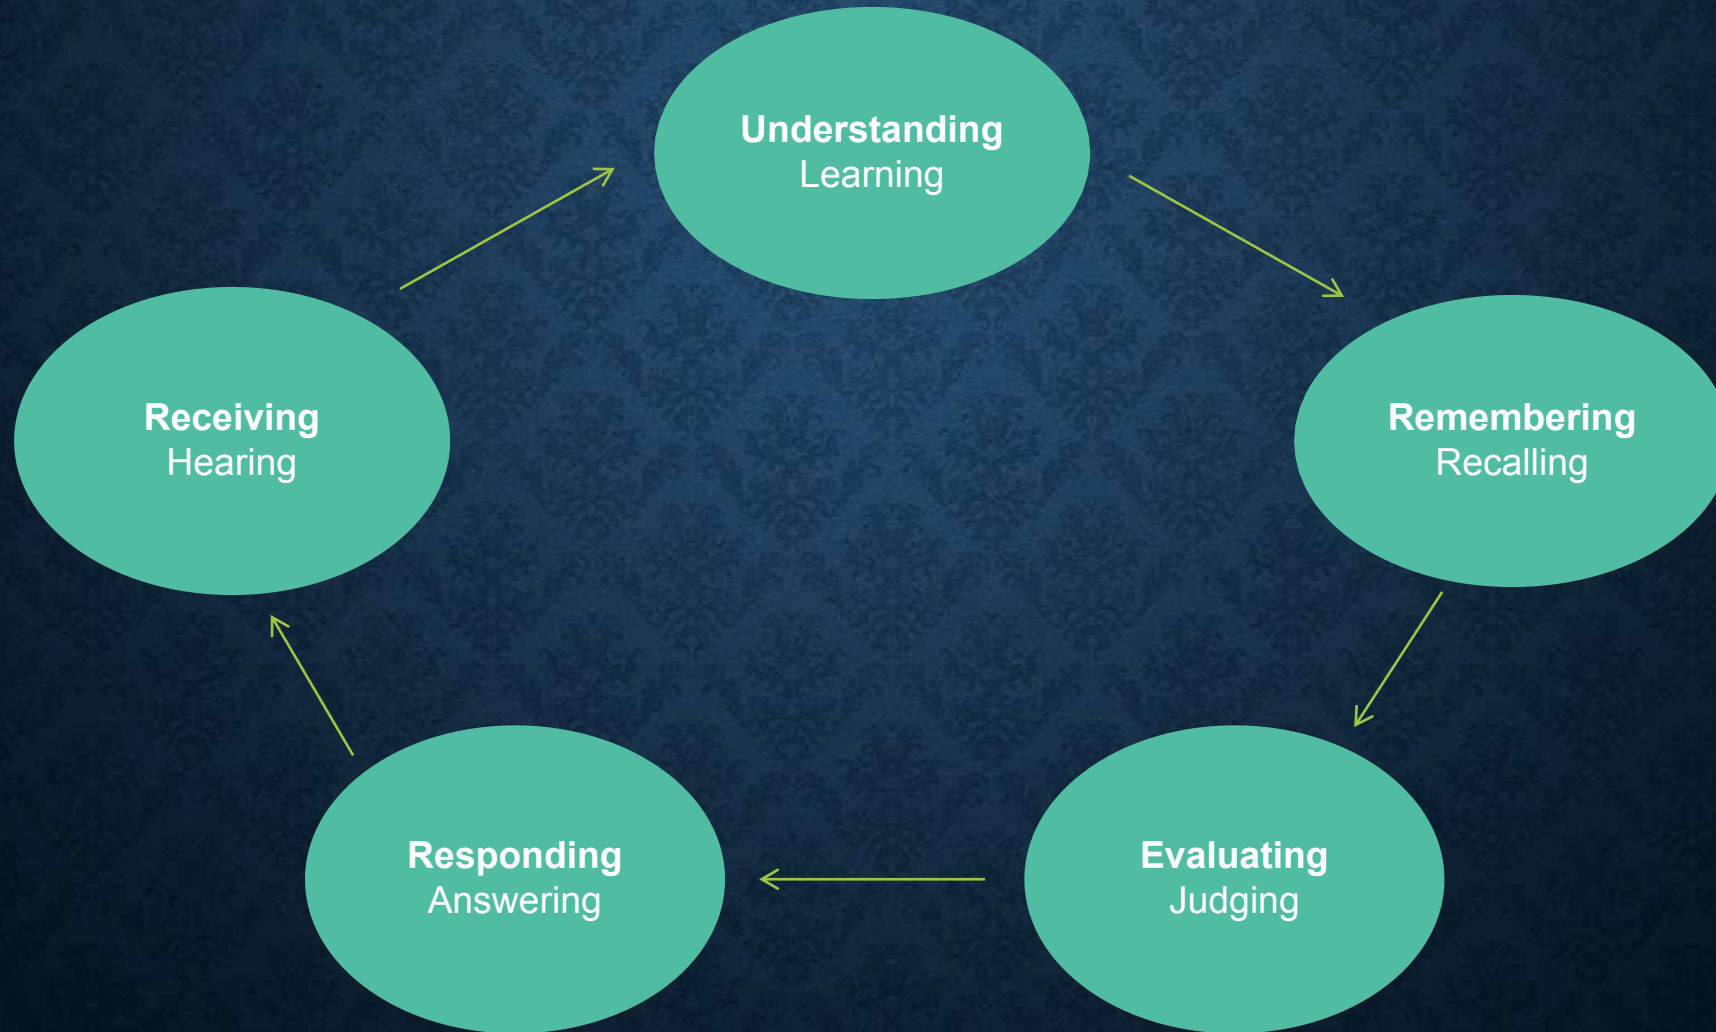 Understanding
Learning
Receiving
Hearing
Remembering
Recalling
Responding
Answering
Evaluating
Judging